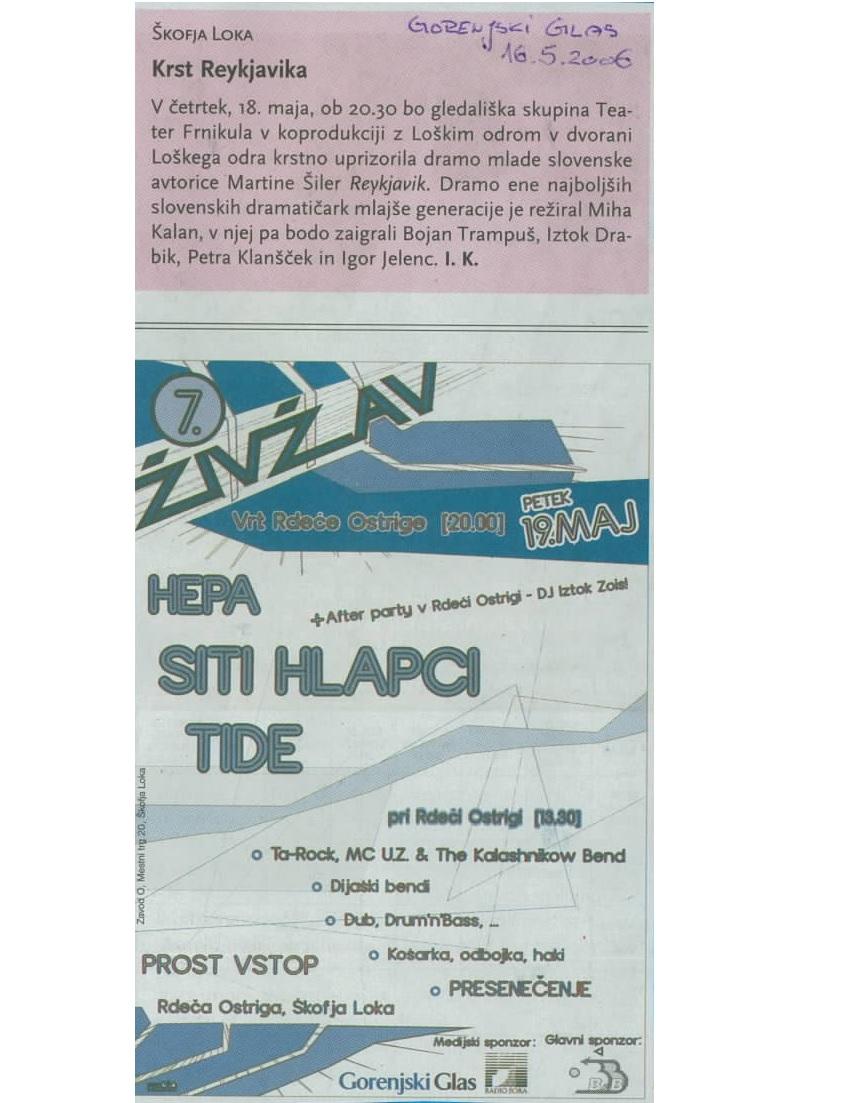 ŠKOFJA LOKA
GORENJSKI GLAS
16.5.2006
Krst Reykjavika
V četrtek, 18. maja, ob 20.30 bo gledališka skupina Tea-
ter Frnikula v koprodukciji z Loškim odrom v dvorani
Loškega odra krstno uprizorila dramo mlade slovenske
avtorice Martine Šiler Reykjavik. Dramo ene najboljših
slovenskih dramatičark mlajše generacije je režiral Miha
Kalan, v njej pa bodo zaigrali Bojan Trampuš, Iztok Dra-
bik, Petra Klanšček in Igor Jelenc. I. K.
7.
ŽIVŽAV
PETEK
Vrt Rdeče Ostrige [20.00] 19.MAJ
HEPA
+After party v Rdeči Ostrigi - DJ Iztok Zois!
SITI HLAPCI
TIDE
pri Rdeči Ostrigi [13.30]
Ta-Rock, MC U.Z. & The Kalashnikow Bend
Dijaški bendi
Dub, Drum'n'Bass, ...
Košarka, odbojka, haki
PRESENEČENJE
Zavod O, Mestni trg 20, Škofja Loka
PROST VSTOP
Rdeča Ostriga, Škofja Loka
Medijski sponzor: Glavni sponzor:
Gorenjski Glas
RADIO SORA
B&B